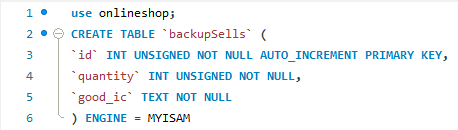 1 use onlineshop;
2 CREATE TABLE `backupSells` (
3 `id` INT UNSIGNED NOT NULL AUTO_INCREMENT PRIMARY KEY,
4 `quantity` INT UNSIGNED NOT NULL,
5 `good_ic` TEXT NOT NULL
6 ) ENGINE = MYISAM